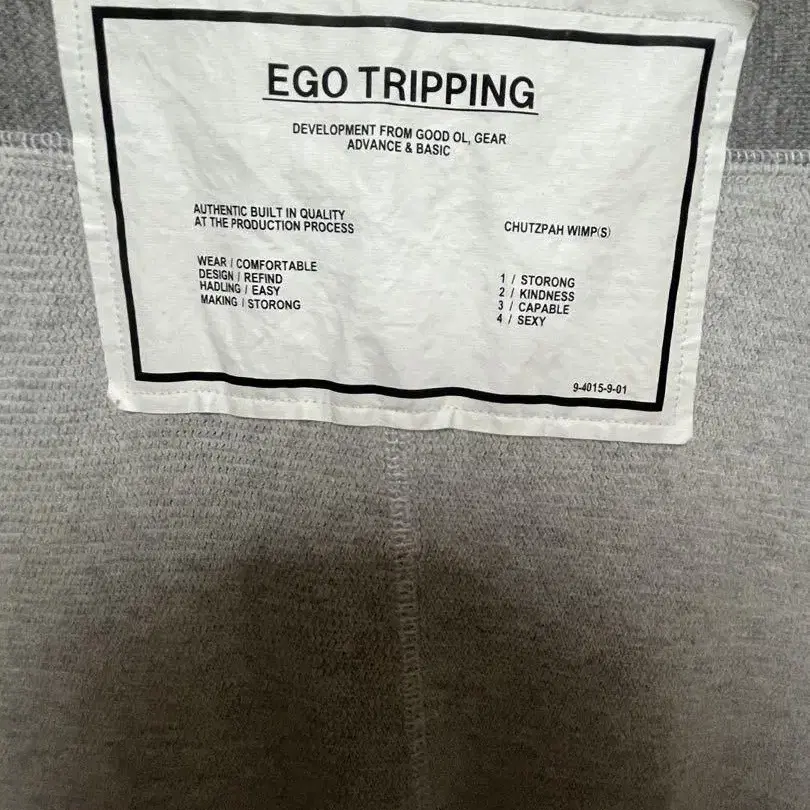 EGO TRIPPING
DEVELOPMENT FROM GOOD OL, GEAR
ADVANCE & BASIC
AUTHENTIC BUILT IN QUALITY
AT THE PRODUCTION PROCESS
WEAR / COMFORTABLE
DESIGN / REFIND
HADLING / EASY
MAKING / STORONG
CHUTZPAH WIMP(S)
1 / STORONG
2 / KINDNESS
3 / CAPABLE
4 / SEXY
9-4015-9-01